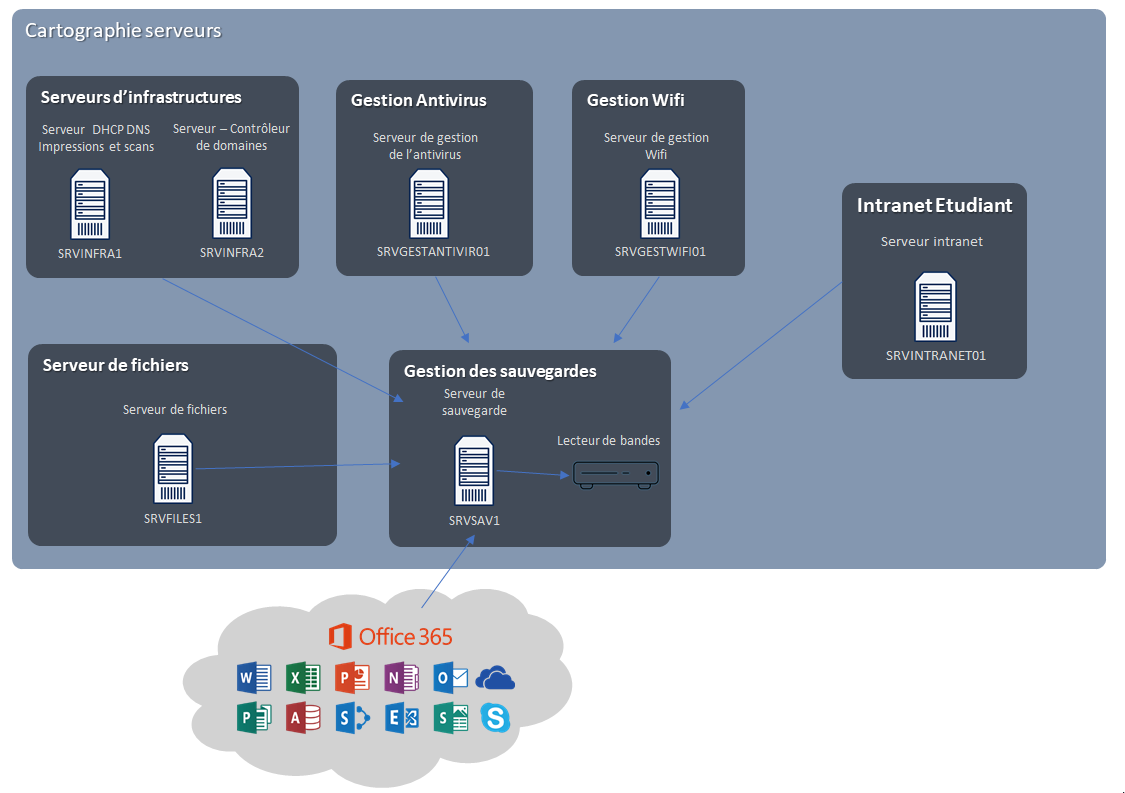 Cartographie serveurs
Serveurs d’infrastructures
Serveur DHCP DNS
Impressions et scans
SRVINFRA1
Serveur – Contrôleur
de domaines
SRVINFRA2
Gestion Antivirus
Serveur de gestion
de l’antivirus
SRVGESTANTIVIR01
Gestion Wifi
Serveur de gestion
Wifi
SRVGESTWIFI01
Intranet Etudiant
Serveur intranet
SRVINTRANET01
Serveur de fichiers
Serveur de fichiers
SRVFILES1
Gestion des sauvegardes
Serveur de
sauvegarde
SRVSAV1
Lecteur de bandes
Office 365
W X P N O
P A S E S S